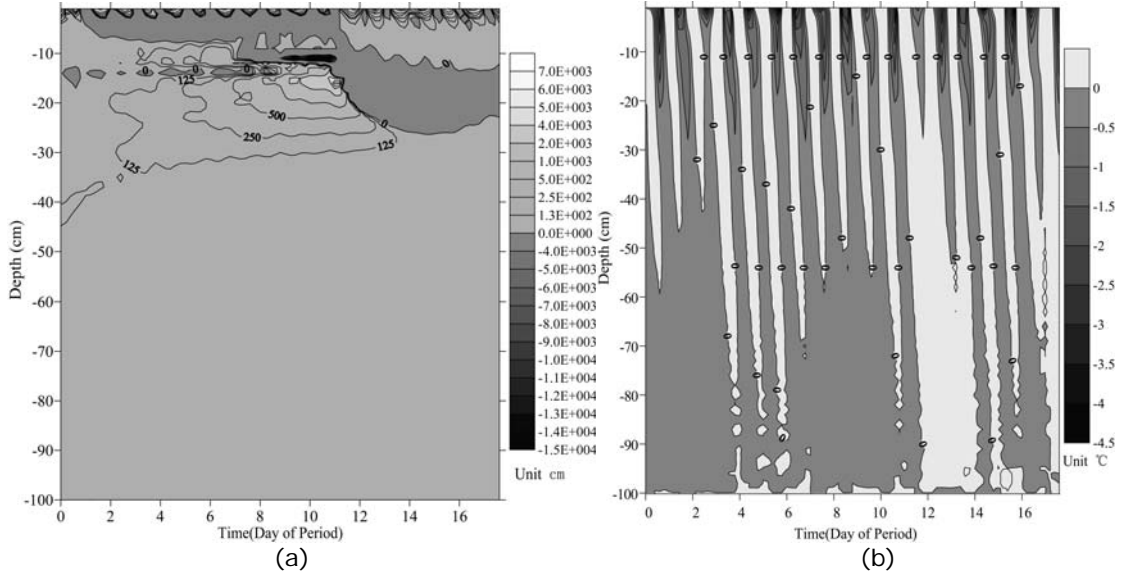 -10
-20
-30
-40
-50
-60
-70
-80
-90
-100
Depth (cm)
0 2 4 6 8 10 12 14 16
Time(Day of Period)
(a)
0 0 0 0
125
500
250
125
125
0
0
7.0E+003
6.0E+003
5.0E+003
4.0E+003
2.0E+003
1.0E+003
5.0E+002
2.5E+002
1.3E+002
0.0E+000
-4.0E+003
-5.0E+003
-6.0E+003
-7.0E+003
-8.0E+003
-9.0E+003
-1.0E+004
-1.1E+004
-1.2E+004
-1.3E+004
-1.4E+004
-1.5E+004
Unit cm
-10
-20
-30
-40
-50
-60
-70
-80
-90
-100
Depth (cm)
0 2 4 6 8 10 12 14 16
Time(Day of Period)
(b)
0
-0.5
-1
-1.5
-2
-2.5
-3
-3.5
-4
-4.5
Unit ℃